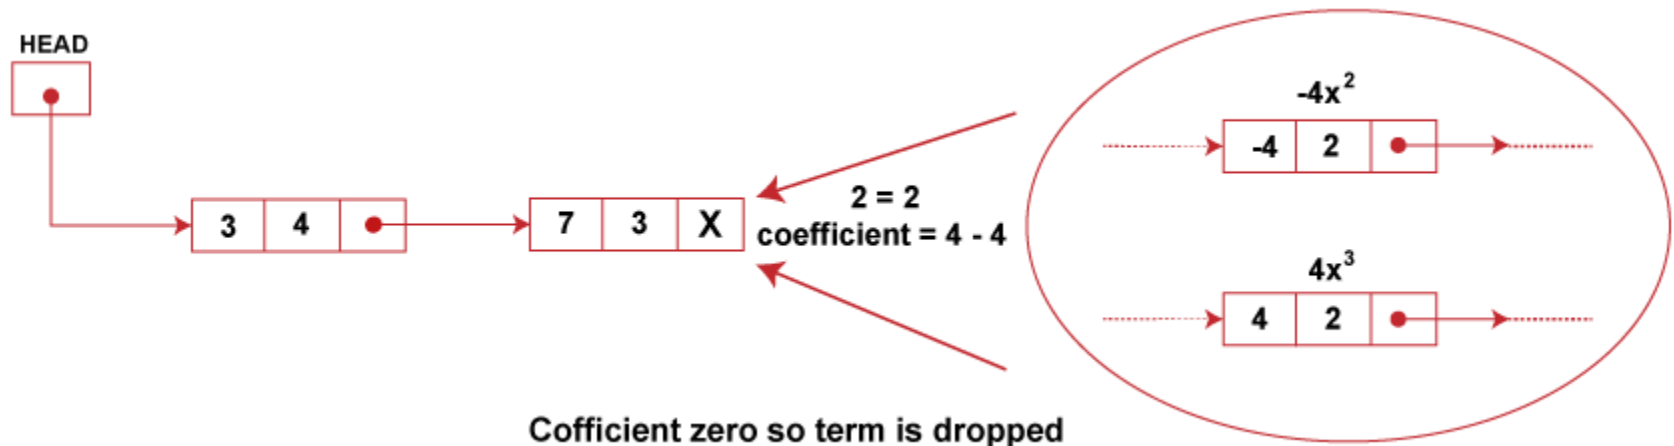 HEAD
3 4
7 3 X
2 = 2
coefficient = 4 - 4
-4x²
-4 2
4x³
4 2
Cofficient zero so term is dropped